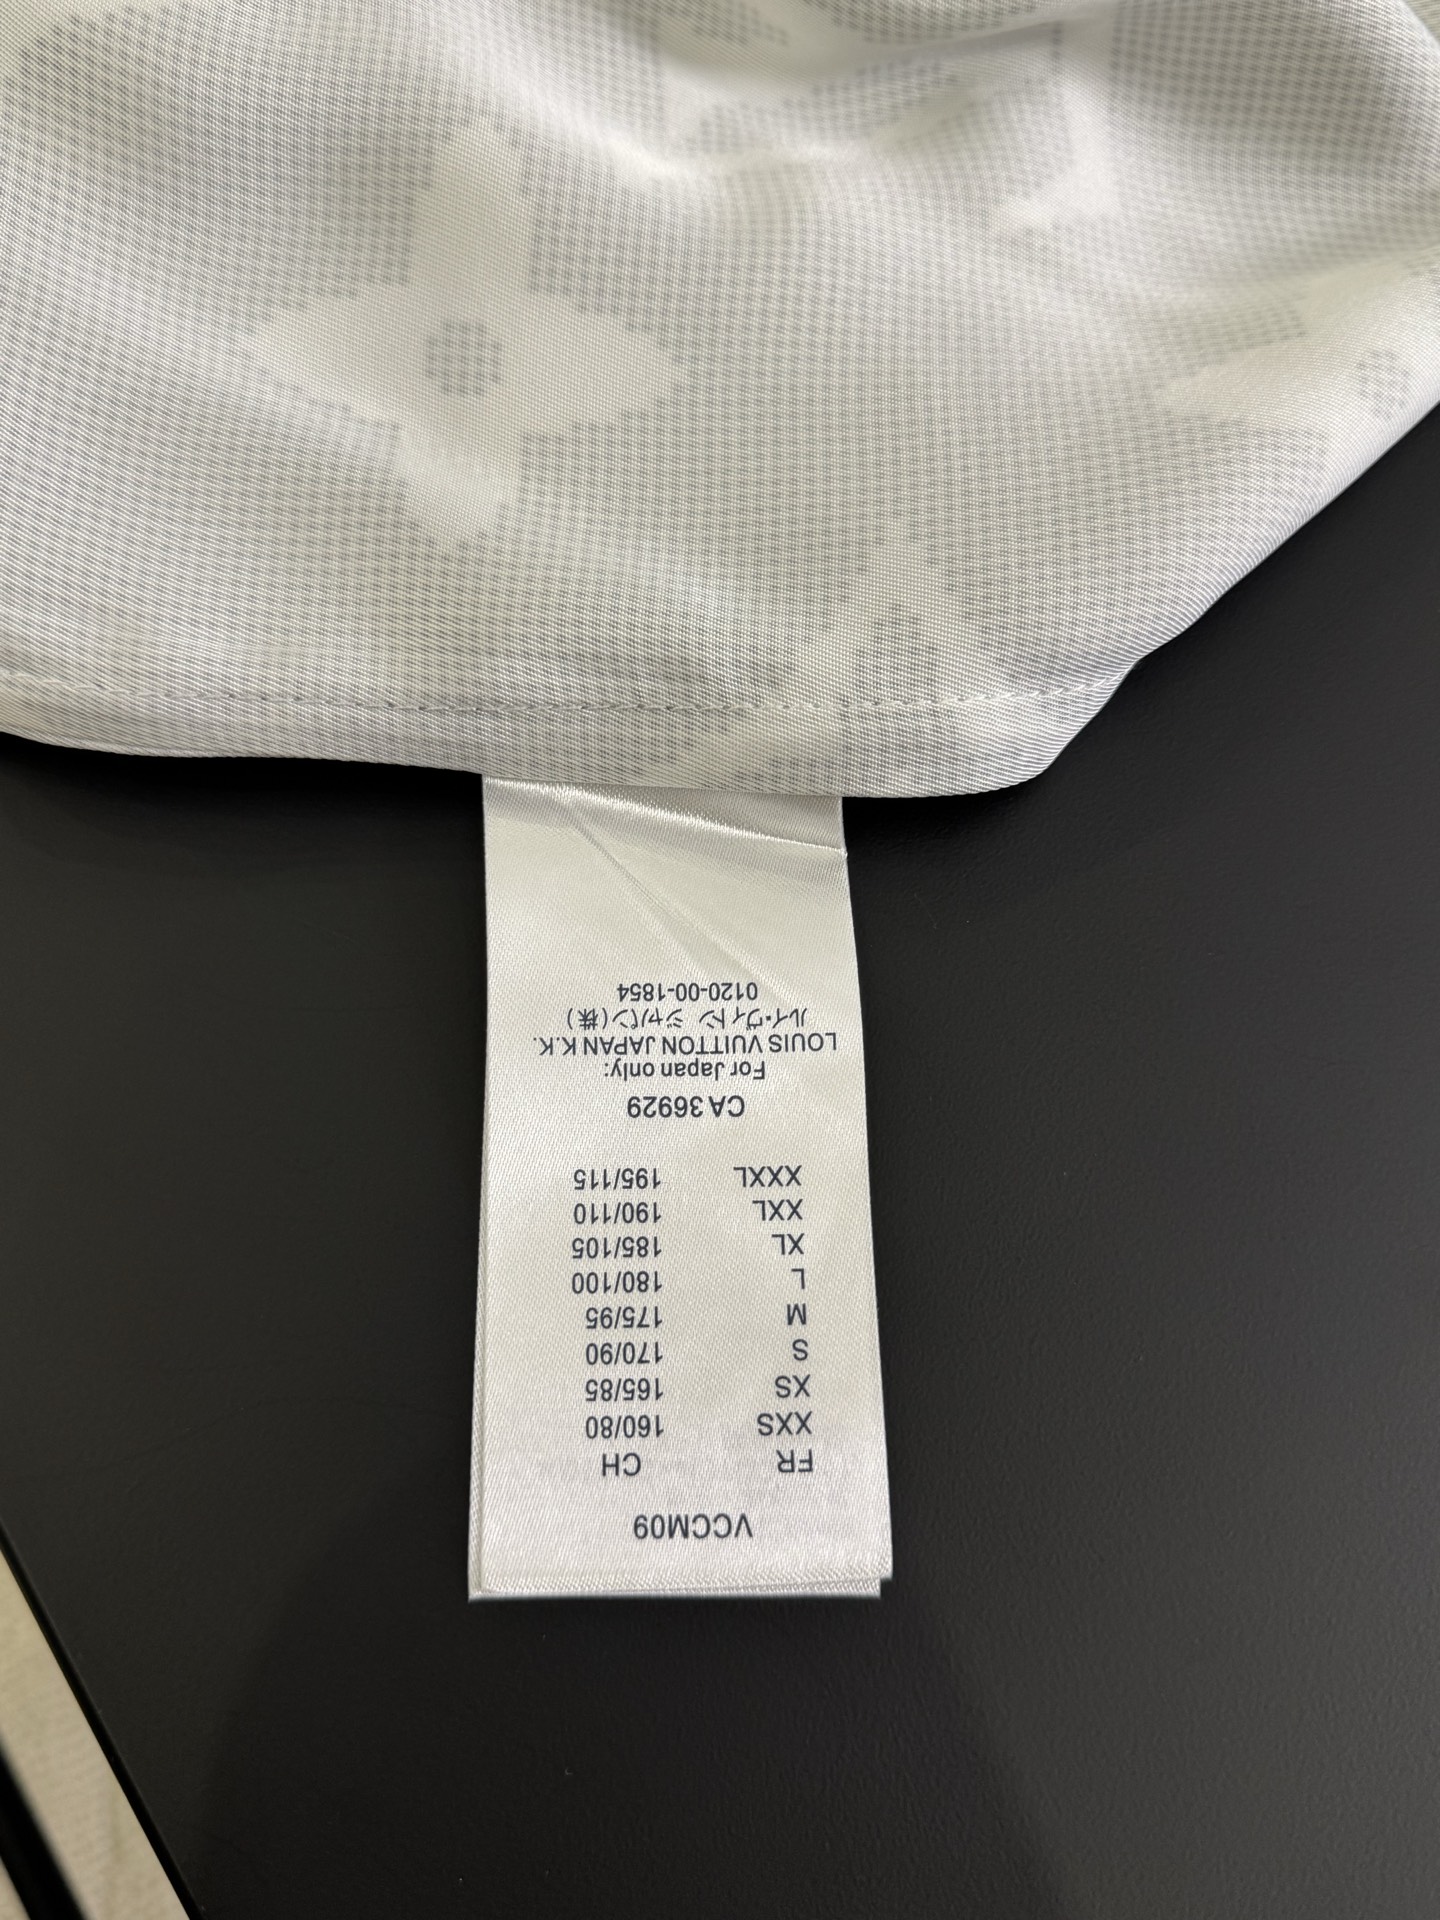 VCCM09
FR CH
XXS 160/80
XS 165/85
S 170/90
M 175/95
L 180/100
XL 185/105
XXL 190/110
XXXL 195/115
CA 36929
For Japan only:
LOUIS VUITTON JAPAN K.K.
ルイ・ヴィトン ジャパン(株)
0120-00-1854